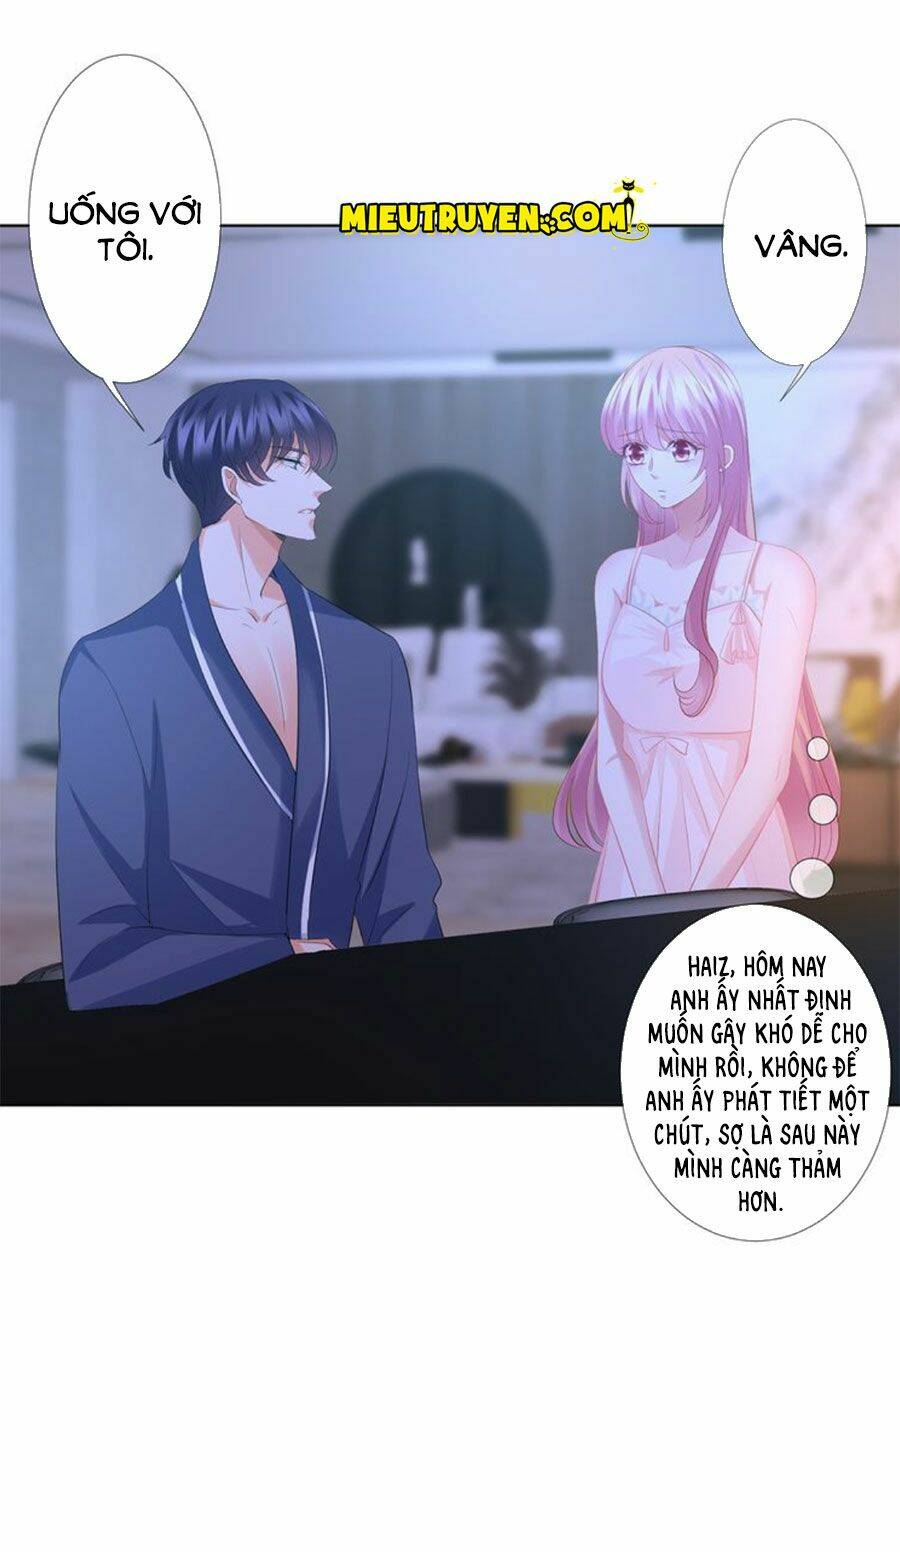 UỐNG VỚI
TÔI.
MIEUTRUYEN.COM
VÂNG.
HAIZ, HÔM NAY
ANH ẤY NHẤT ĐỊNH
MUỐN GÂY KHÓ DỄ CHO
MÌNH RỒI, KHÔNG ĐỂ
ANH ẤY PHÁT TIẾT MỘT
CHÚT, SỢ LÀ SAU NÀY
MÌNH CÀNG THẢM
HƠN.